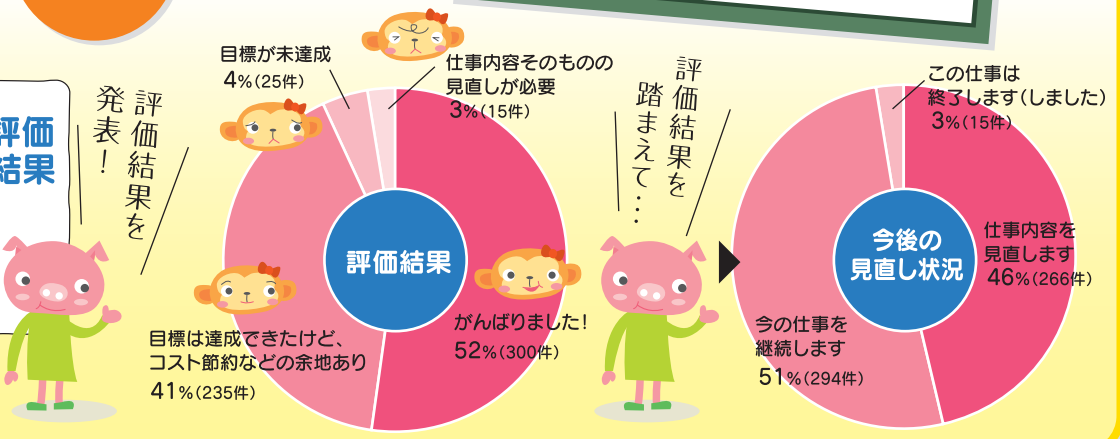 評価
結果
評価結果を
発表！
目標が未達成
4%（25件）
仕事内容そのものの
見直しが必要
3%（15件）
評価結果
がんばりました！
52%（300件）
目標は達成できたけど、
コスト節約などの余地あり
41%（235件）
評価結果を
踏まえて…
この仕事は
終了します（しました）
3%（15件）
今後の
見直し状況
仕事内容を
見直します
46%（266件）
今の仕事を
継続します
51%（294件）